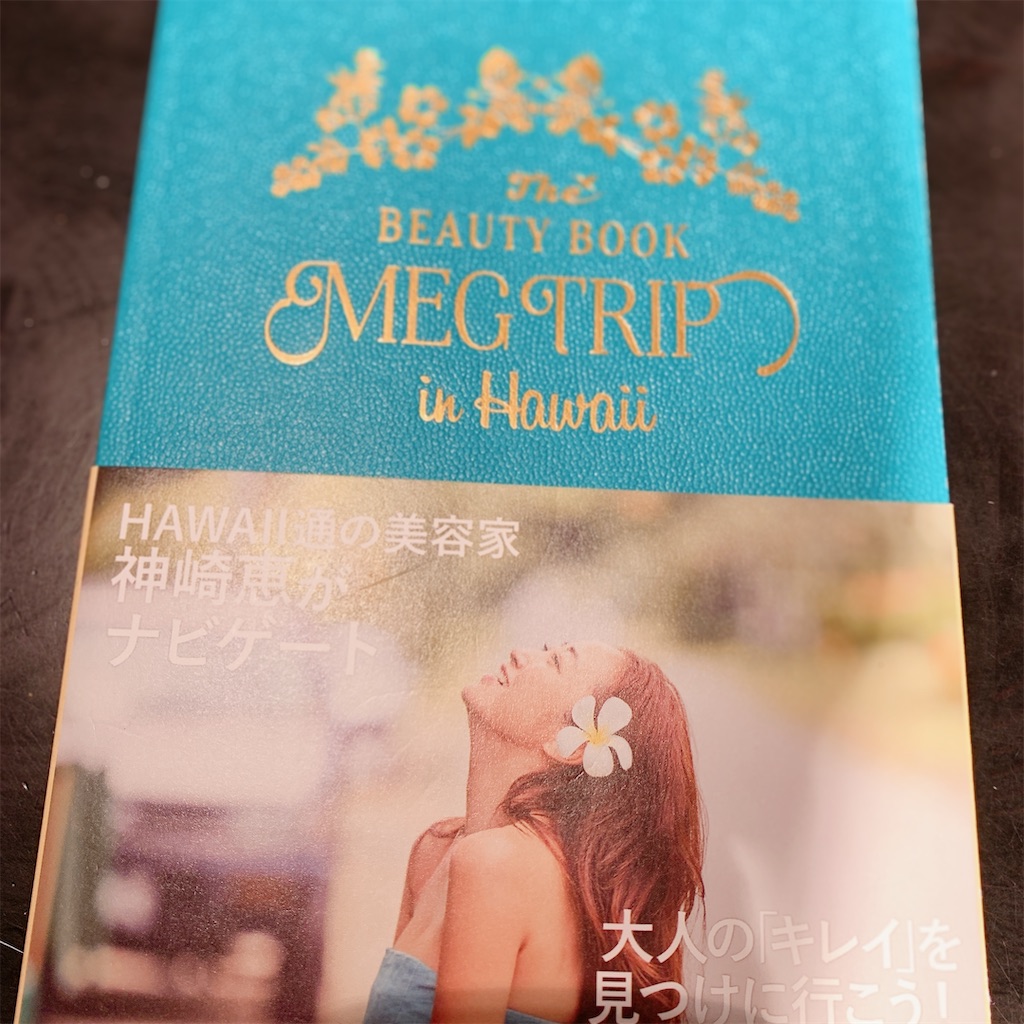 The
BEAUTY BOOK
MEG TRIP
in Hawaii
HAWAII通の美容家
神崎恵が
ナビゲート
大人の「キレイ」を
見つけに行こう!